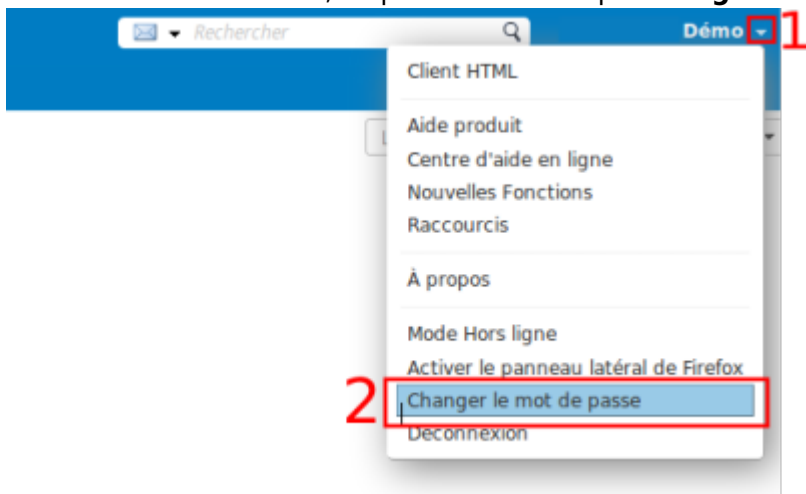 Rechercher
Démo
1
Client HTML
Aide produit
Centre d'aide en ligne
Nouvelles Fonctions
Raccourcis
À propos
Mode Hors ligne
Activer le panneau latéral de Firefox
2
Changer le mot de passe
Déconnexion